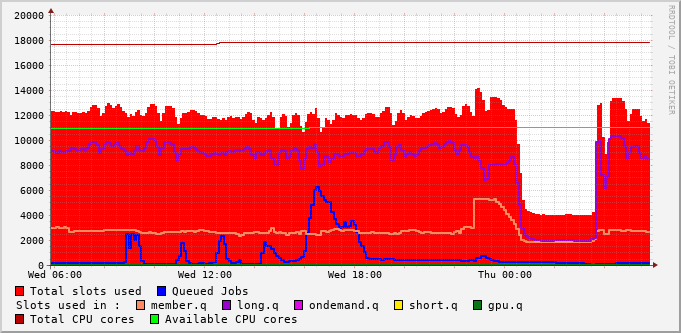 RRDTOOL / TOBI OETIKER
20000
18000
16000
14000
12000
10000
8000
6000
4000
2000
0
Wed 06:00 Wed 12:00 Wed 18:00 Thu 00:00
Total slots used Queued Jobs
Slots used in : member.q long.q ondemand.q short.q gpu.q
Total CPU cores Available CPU cores